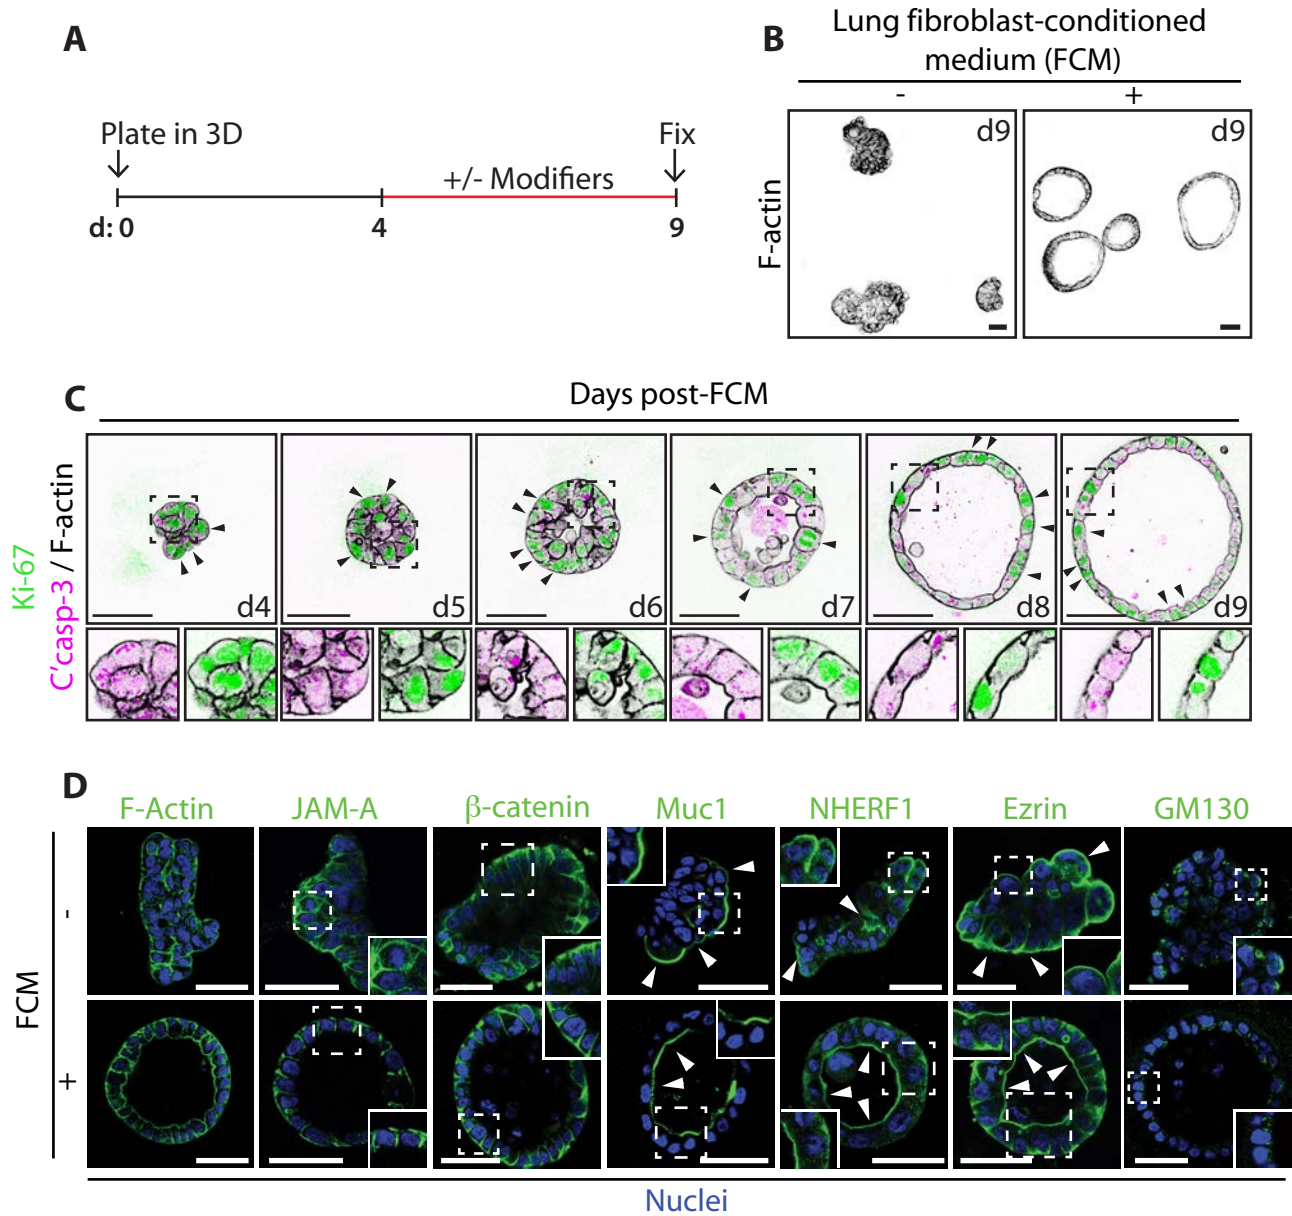 A
Plate in 3D
Fix
+/- Modifiers
d: 0
4
9
B
Lung fibroblast-conditioned
medium (FCM)
-
+
F-actin
d9
d9
C
Days post-FCM
Ki-67
C'casp-3 / F-actin
d4
d5
d6
d7
d8
d9
D
F-Actin
JAM-A
β-catenin
Muc1
NHERF1
Ezrin
GM130
FCM
-
+
Nuclei